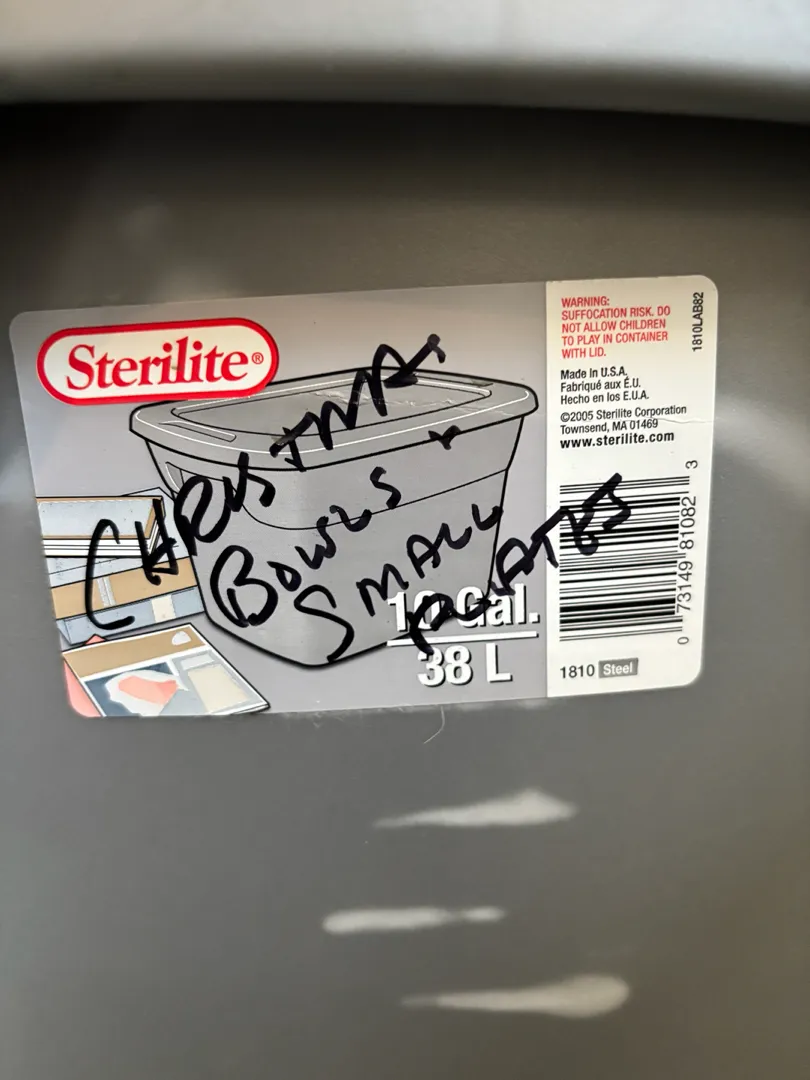 Sterilite®
CHRISTMAS
BOWLS &
SMALL
PLATES
10 Gal.
38 L
WARNING:
SUFFOCATION RISK. DO
NOT ALLOW CHILDREN
TO PLAY IN CONTAINER
WITH LID.
Made In U.S.A.
Fabriqué aux É.U.
Hecho en los E.U.A.
©2005 Sterilite Corporation
Townsend, MA 01469
www.sterilite.com
1810LAB82
0 73149 81082 3
1810 Steel